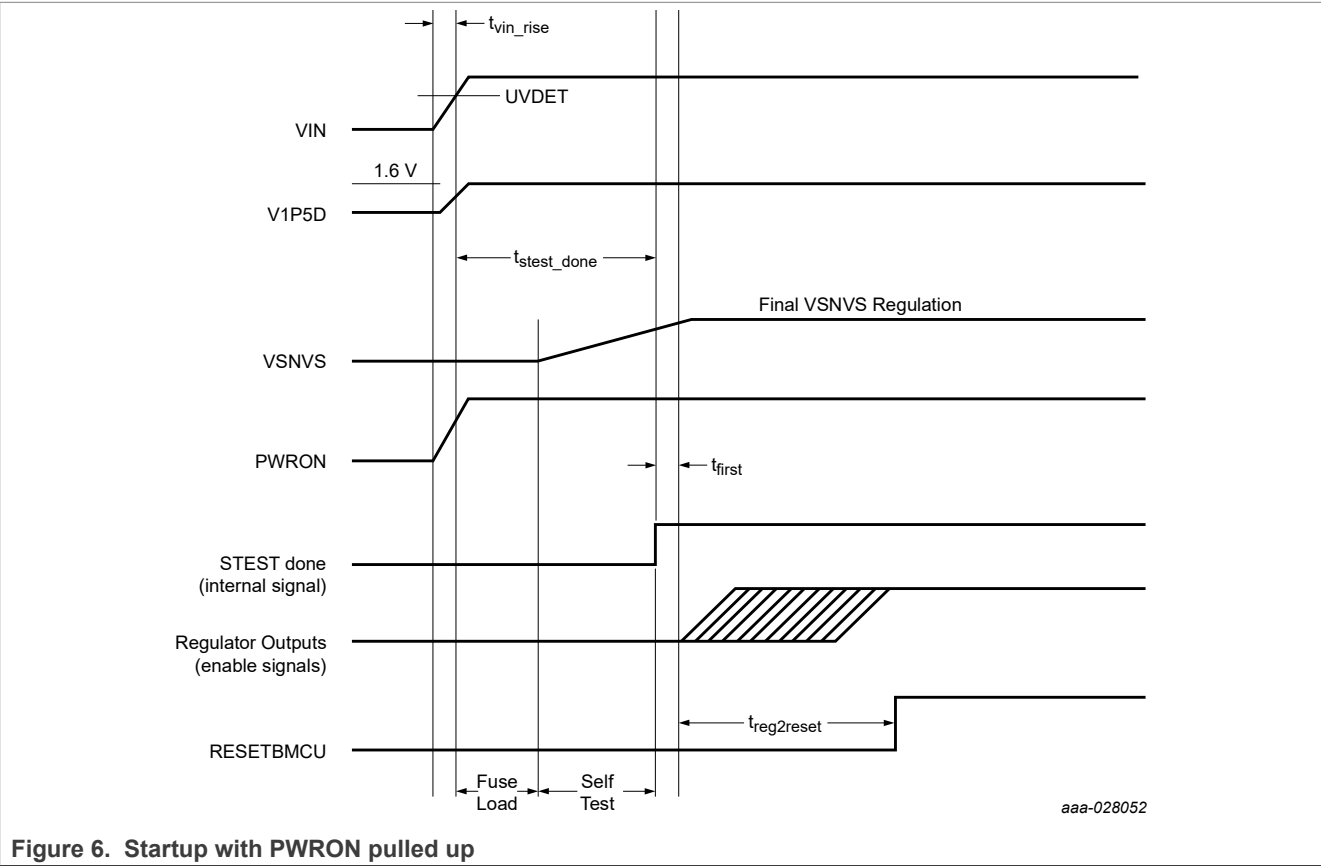 tvin_rise
UVDET
VIN
1.6 V
V1P5D
tstest_done
Final VSNVS Regulation
VSNVS
PWRON
tfirst
STEST done
(internal signal)
Regulator Outputs
(enable signals)
treg2reset
RESETBMCU
Fuse
Load
Self
Test
aaa-028052
Figure 6. Startup with PWRON pulled up